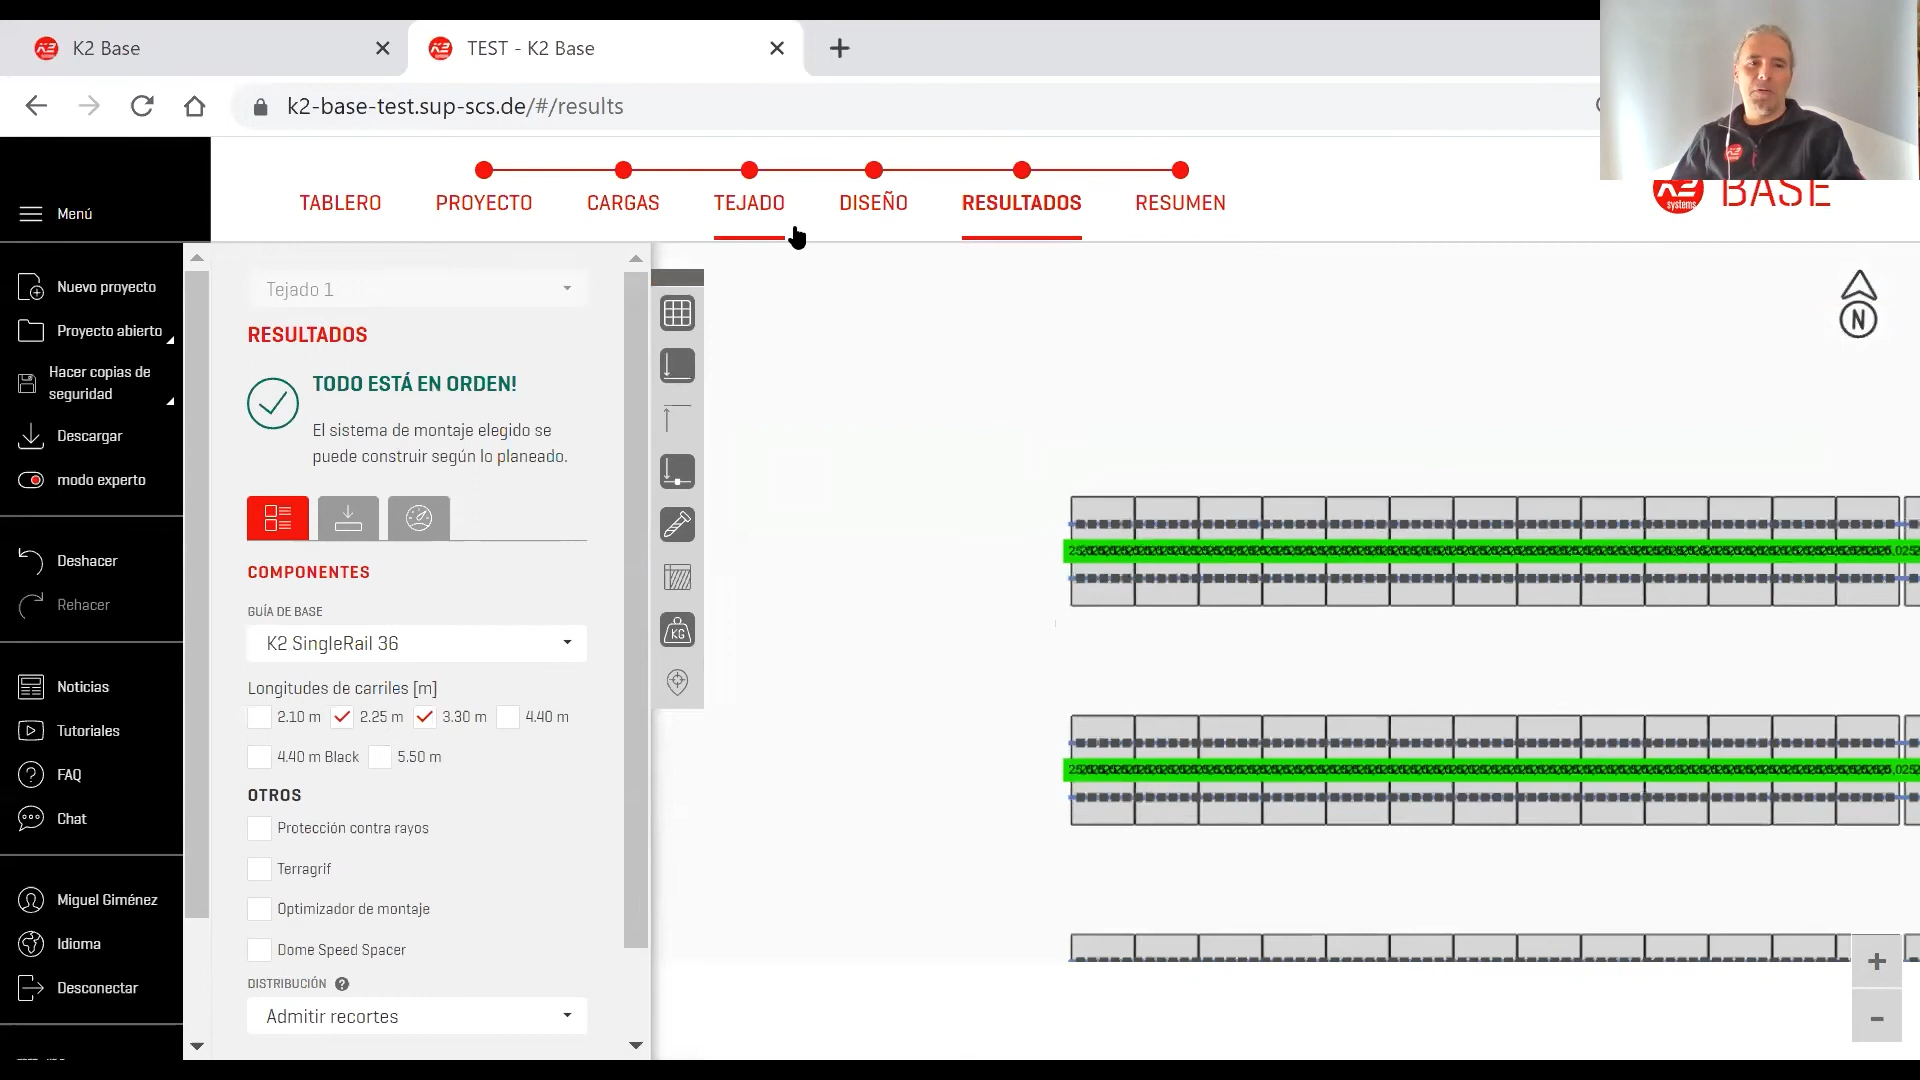 K2 Base
TEST - K2 Base
k2-base-test.sup-scs.de/#/results
Menú
TABLERO
PROYECTO
CARGAS
TEJADO
DISEÑO
RESULTADOS
RESUMEN
K2 systems
BASE
Nuevo proyecto
Proyecto abierto
Hacer copias de
seguridad
Descargar
modo experto
Deshacer
Rehacer
Noticias
Tutoriales
FAQ
Chat
Miguel Giménez
Idioma
Desconectar
Tejado 1
RESULTADOS
TODO ESTÁ EN ORDEN!
El sistema de montaje elegido se
puede construir según lo planeado.
COMPONENTES
GUÍA DE BASE
K2 SingleRail 36
Longitudes de carriles [m]
2.10 m 2.25 m 3.30 m 4.40 m
4.40 m Black 5.50 m
OTROS
Protección contra rayos
Terragrif
Optimizador de montaje
Dome Speed Spacer
DISTRIBUCIÓN ?
Admitir recortes
KG
N